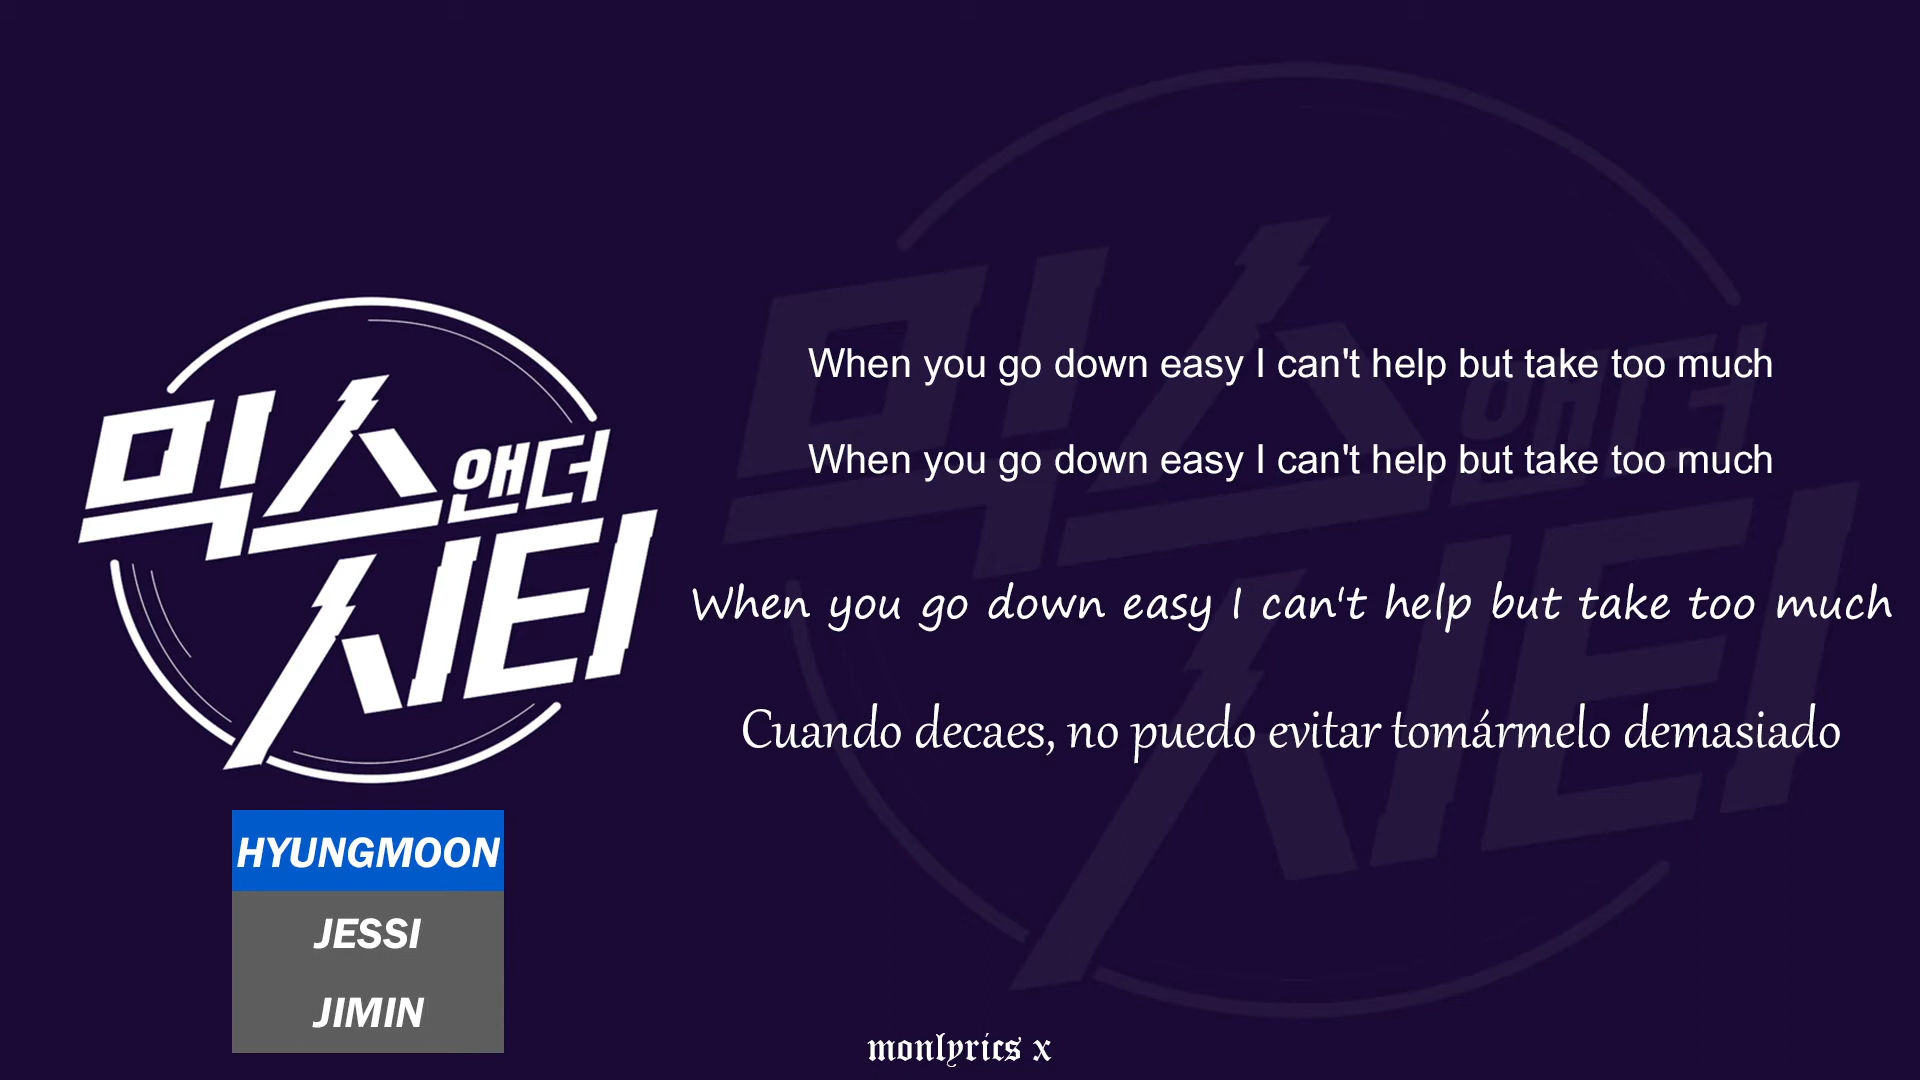 믹스앤더
시티
When you go down easy I can't help but take too much
When you go down easy I can't help but take too much
When you go down easy I can't help but take too much
Cuando decaes, no puedo evitar tomármelo demasiado
HYUNGMOON
JESSI
JIMIN
monlyrics x